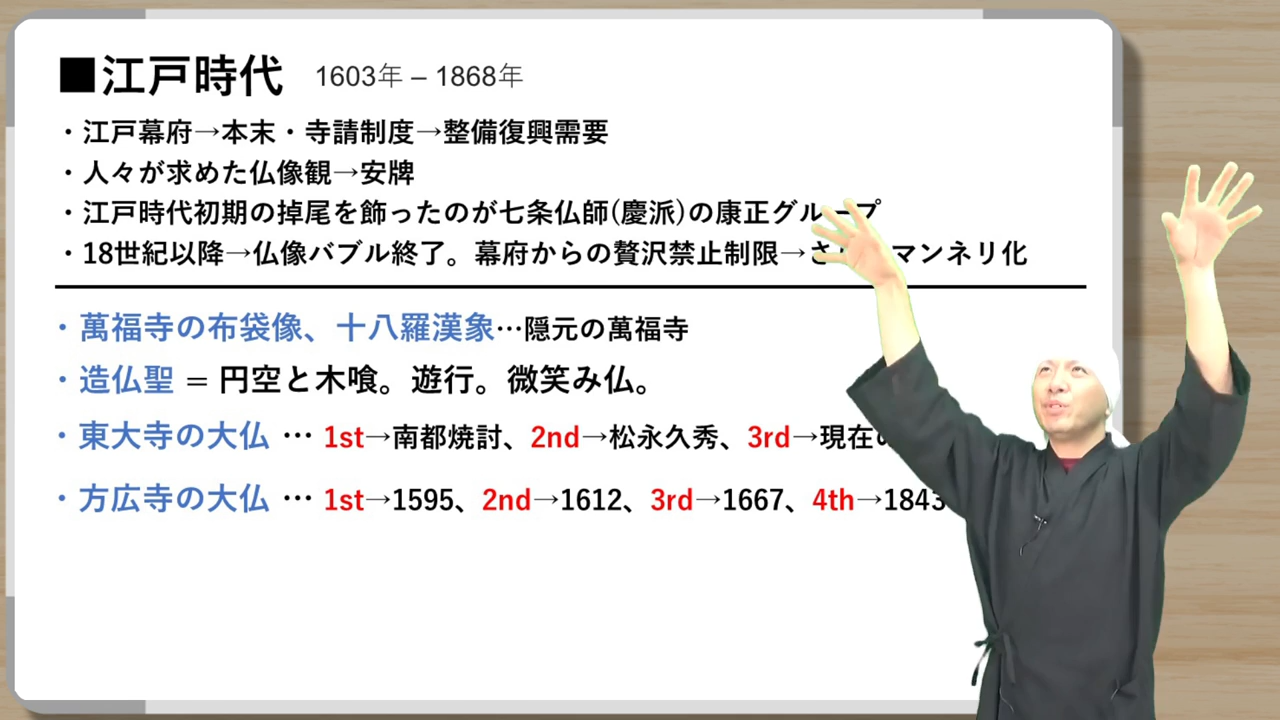 ■江戸時代 1603年 – 1868年
・江戸幕府→本末・寺請制度→整備復興需要
・人々が求めた仏像観→安牌
・江戸時代初期の掉尾を飾ったのが七条仏師(慶派)の康正グループ
・18世紀以降→仏像バブル終了。幕府からの贅沢禁止制限→さ マンネリ化
・萬福寺の布袋像、十八羅漢象…隠元の萬福寺
・造仏聖 = 円空と木喰。遊行。微笑み仏。
・東大寺の大仏 … 1st→南都焼討、2nd→松永久秀、3rd→現在
・方広寺の大仏 … 1st→1595、2nd→1612、3rd→1667、4th→1843